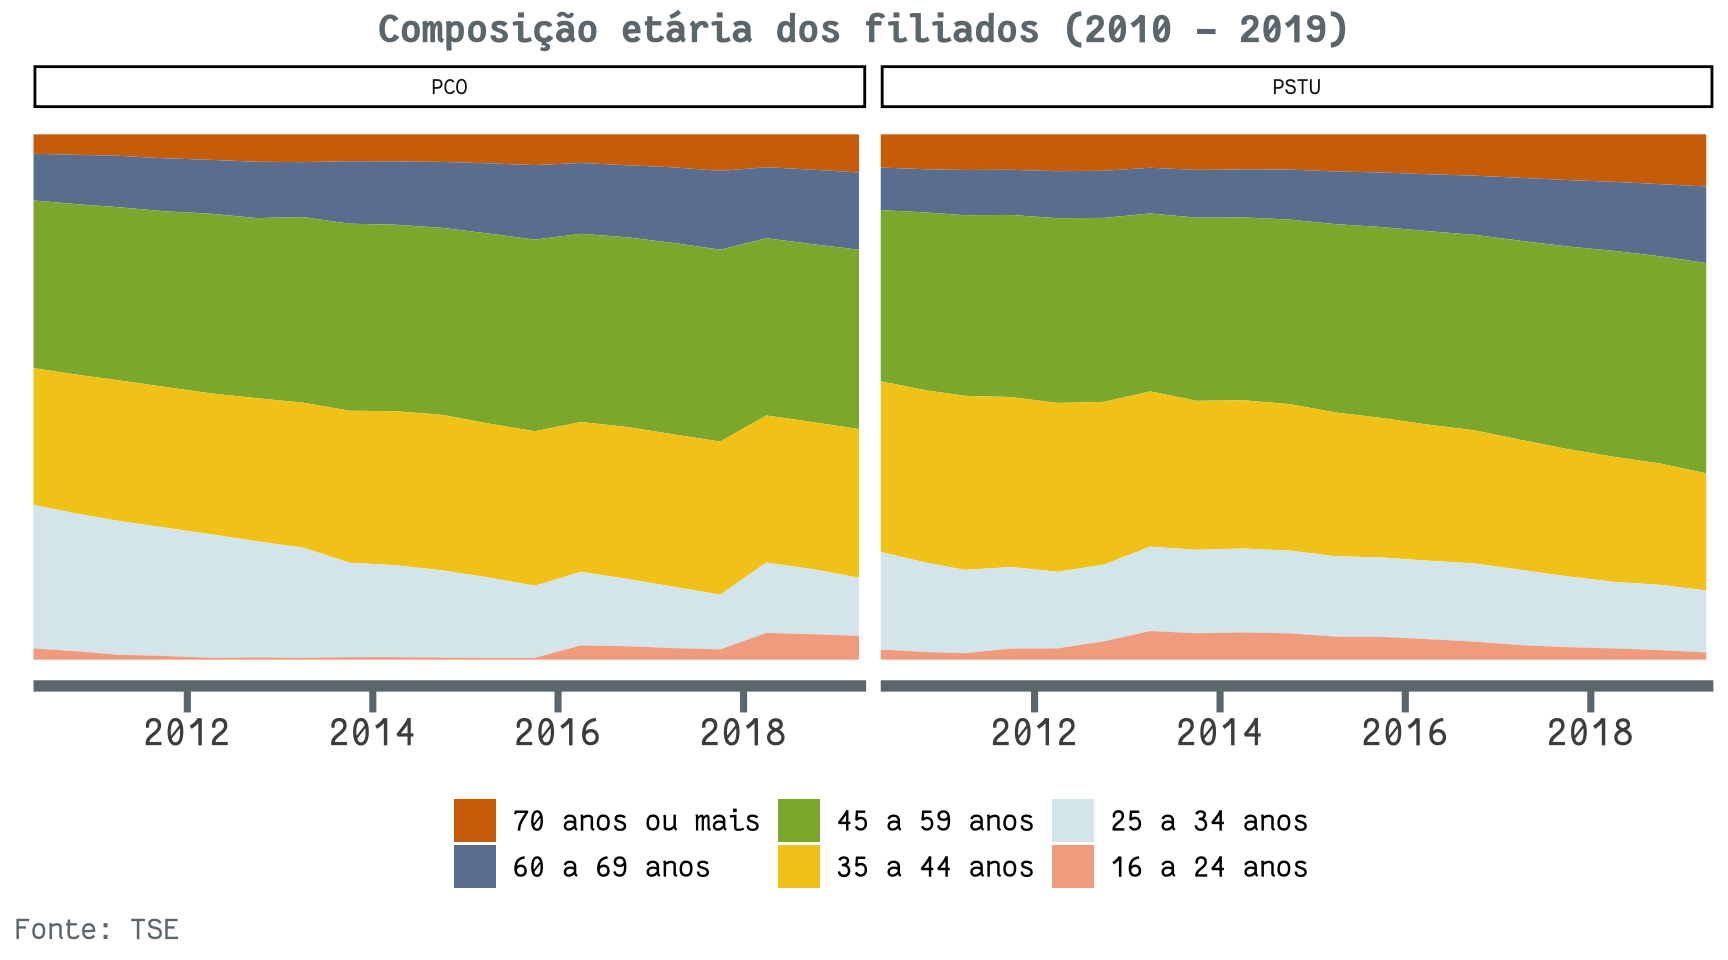 Composição etária dos filiados (2010 – 2019)
PCO
PSTU
2012 2014 2016 2018
2012 2014 2016 2018
70 anos ou mais
60 a 69 anos
45 a 59 anos
35 a 44 anos
25 a 34 anos
16 a 24 anos
Fonte: TSE